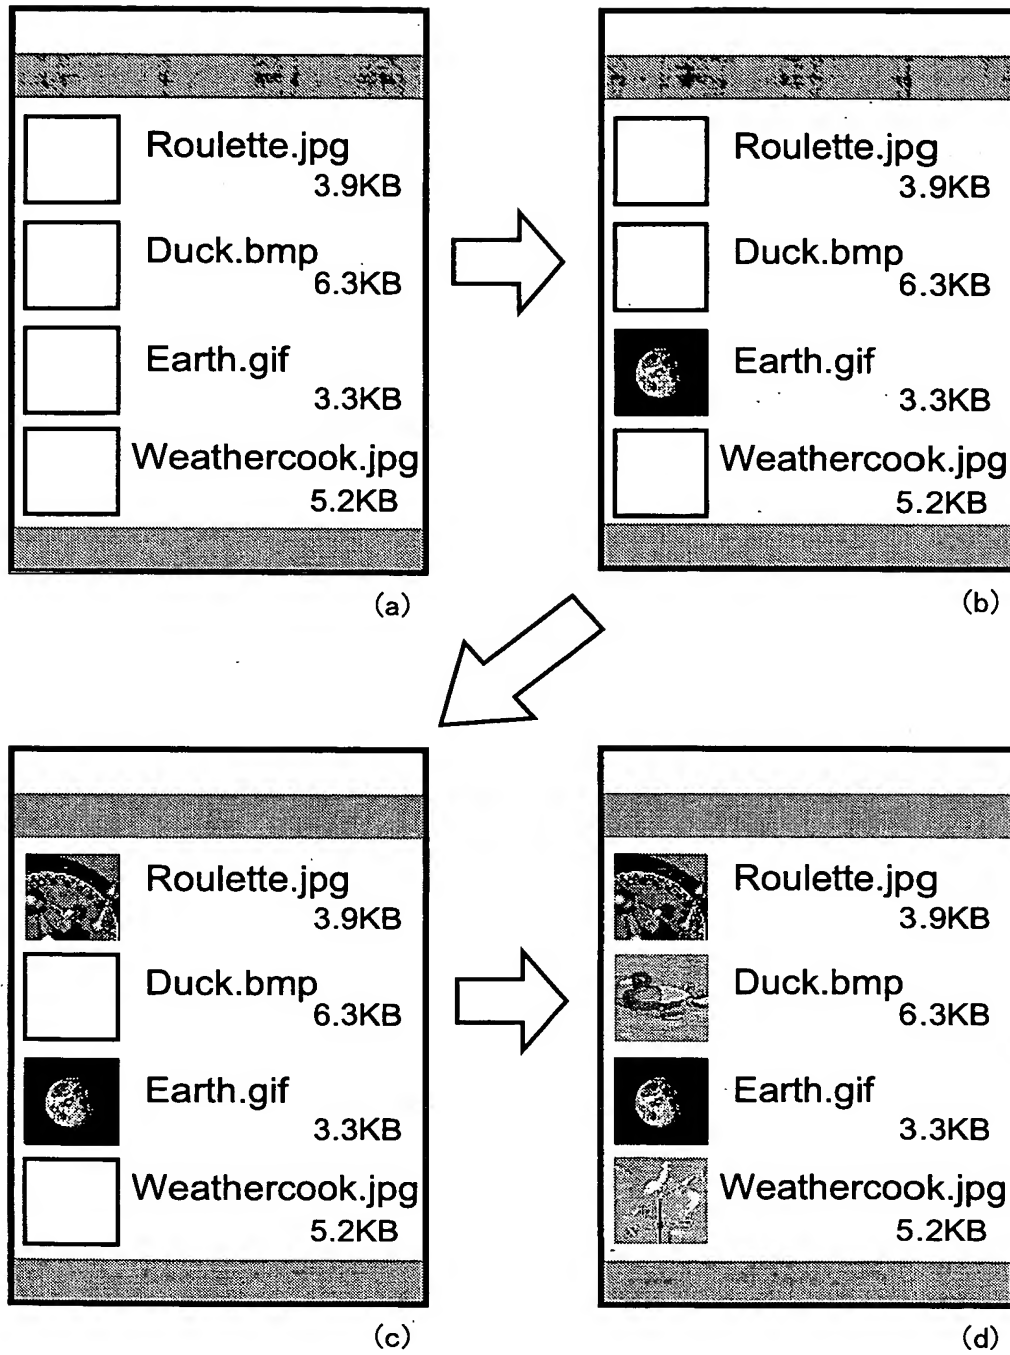 Roulette.jpg
3.9KB
Duck.bmp
6.3KB
Earth.gif
3.3KB
Weathercook.jpg
5.2KB
(a)
Roulette.jpg
3.9KB
Duck.bmp
6.3KB
Earth.gif
3.3KB
Weathercook.jpg
5.2KB
(b)
Roulette.jpg
3.9KB
Duck.bmp
6.3KB
Earth.gif
3.3KB
Weathercook.jpg
5.2KB
(c)
Roulette.jpg
3.9KB
Duck.bmp
6.3KB
Earth.gif
3.3KB
Weathercook.jpg
5.2KB
(d)